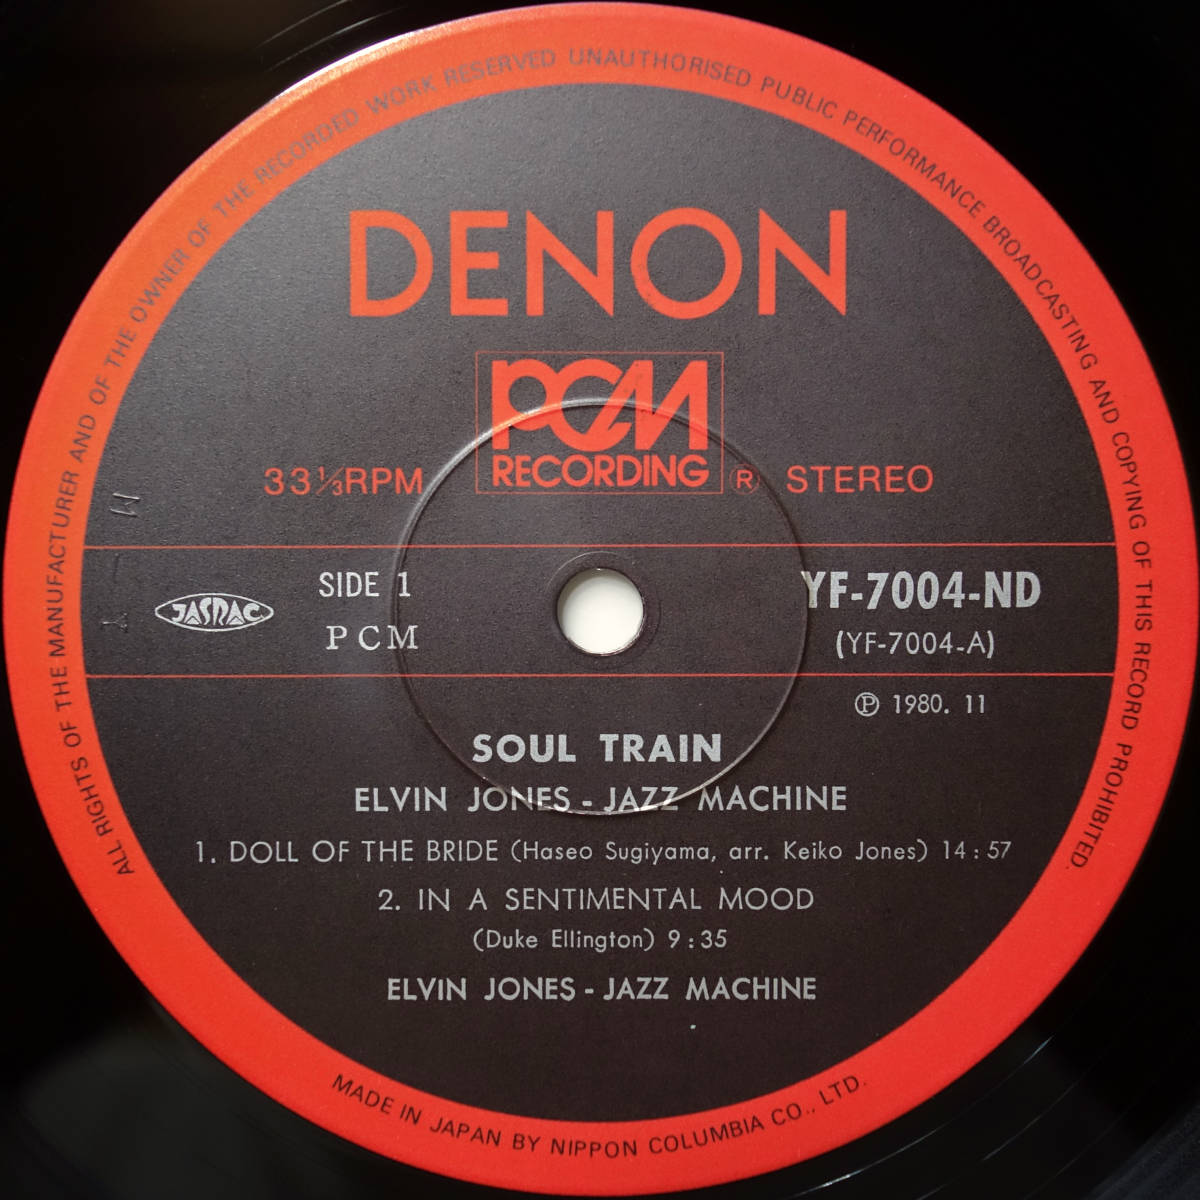 ALL RIGHTS OF THE MANUFACTURER AND OF THE OWNER OF THE RECORDED WORK RESERVED UNAUTHORISED PUBLIC PERFORMANCE BROADCASTING AND COPYING OF THIS RECORD PROHIBITED.
DENON
PCM
RECORDING
33⅓RPM ® STEREO
JASRAC
SIDE 1
PCM
YF-7004-ND
(YF-7004-A)
℗ 1980. 11
SOUL TRAIN
ELVIN JONES - JAZZ MACHINE
1. DOLL OF THE BRIDE (Haseo Sugiyama, arr. Keiko Jones) 14:57
2. IN A SENTIMENTAL MOOD
(Duke Ellington) 9:35
ELVIN JONES - JAZZ MACHINE
MADE IN JAPAN BY NIPPON COLUMBIA CO., LTD.